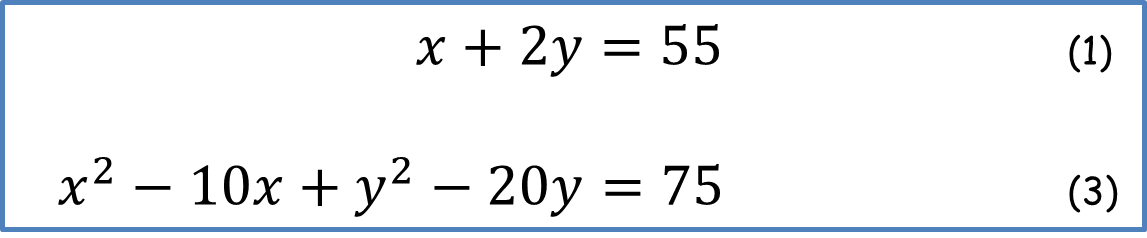 x + 2y = 55 (1)
x² − 10x + y² − 20y = 75 (3)